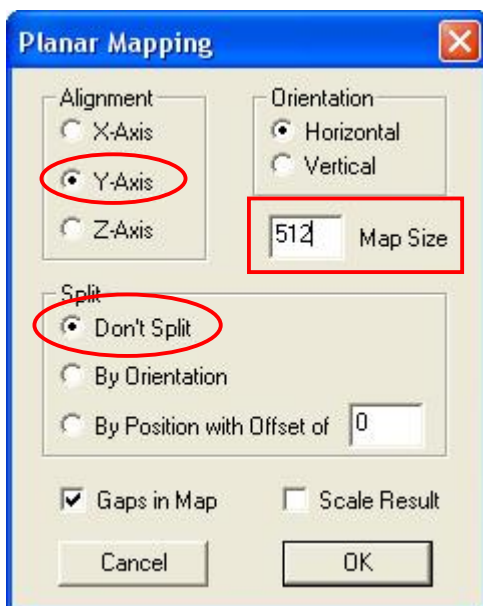 Planar Mapping
Alignment
X-Axis
Y-Axis
Z-Axis
Orientation
Horizontal
Vertical
512 Map Size
Split
Don't Split
By Orientation
By Position with Offset of 0
Gaps in Map
Scale Result
Cancel
OK